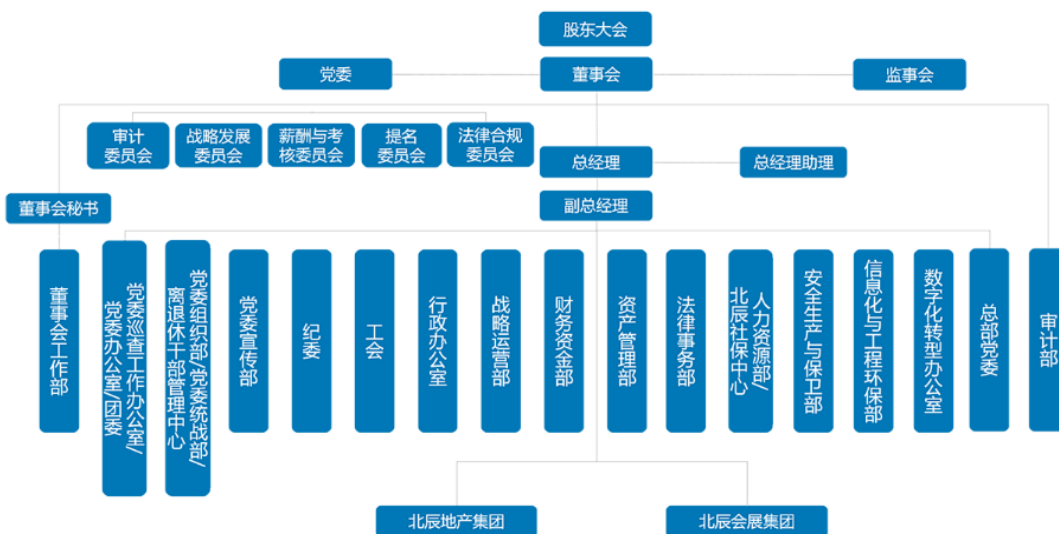 股东大会
党委
董事会
监事会
审计
委员会
战略发展
委员会
薪酬与考
核委员会
提名
委员会
法律合规
委员会
总经理
总经理助理
董事会秘书
副总经理
董事会工作部
党委巡查工作办公室/
党委办公室/团委
党委组织部/党委统战部/
离退休干部管理中心
党委宣传部
纪委
工会
行政办公室
战略运营部
财务资金部
资产管理部
法律事务部
人力资源部/
北辰社保中心
安全生产与保卫部
信息化与工程环保部
数字化转型办公室
总部党委
审计部
北辰地产集团
北辰会展集团